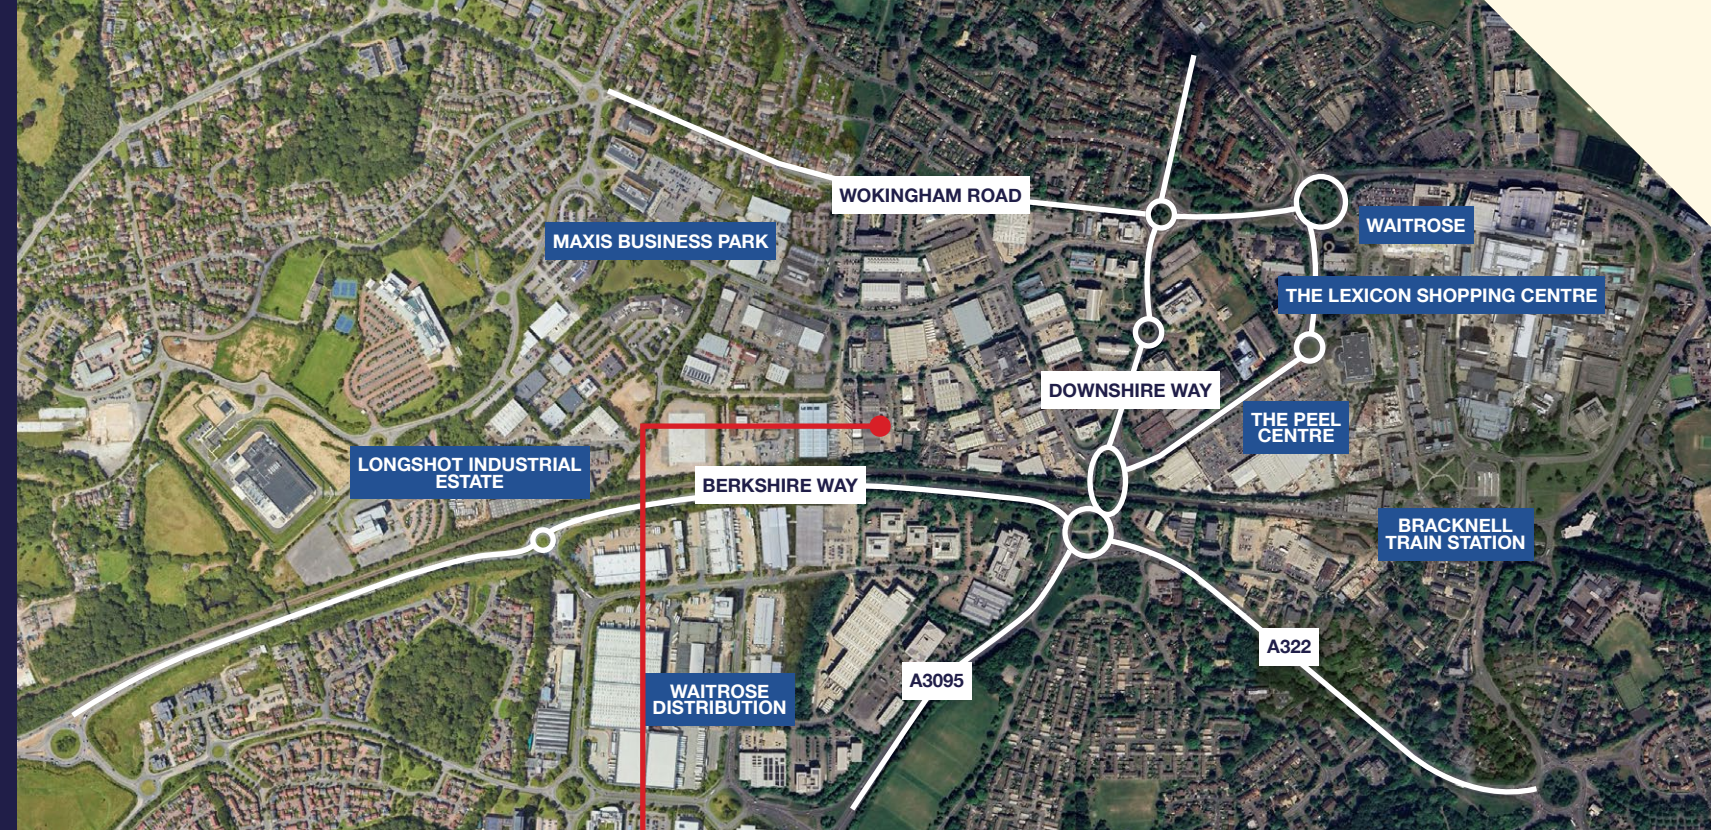 WOKINGHAM ROAD
WAITROSE
MAXIS BUSINESS PARK
THE LEXICON SHOPPING CENTRE
DOWNSHIRE WAY
THE PEEL
CENTRE
LONGSHOT INDUSTRIAL
ESTATE
BERKSHIRE WAY
BRACKNELL
TRAIN STATION
A322
A3095
WAITROSE
DISTRIBUTION